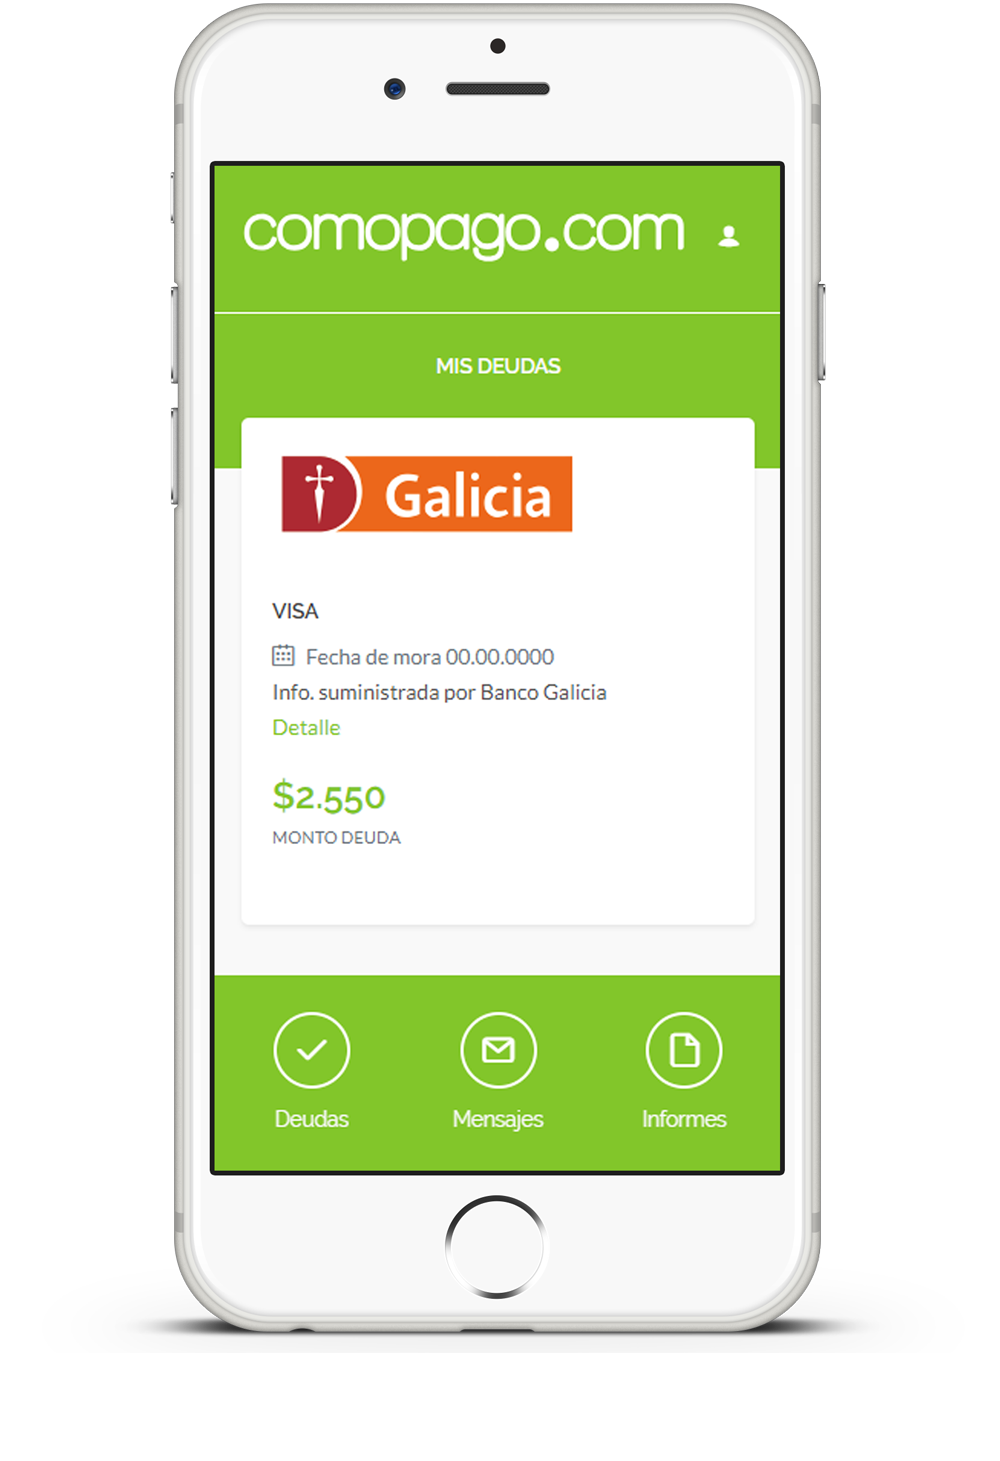 comopago.com
MIS DEUDAS
Galicia
VISA
Fecha de mora 00.00.0000
Info. suministrada por Banco Galicia
Detalle
$2.550
MONTO DEUDA
Deudas Mensajes Informes